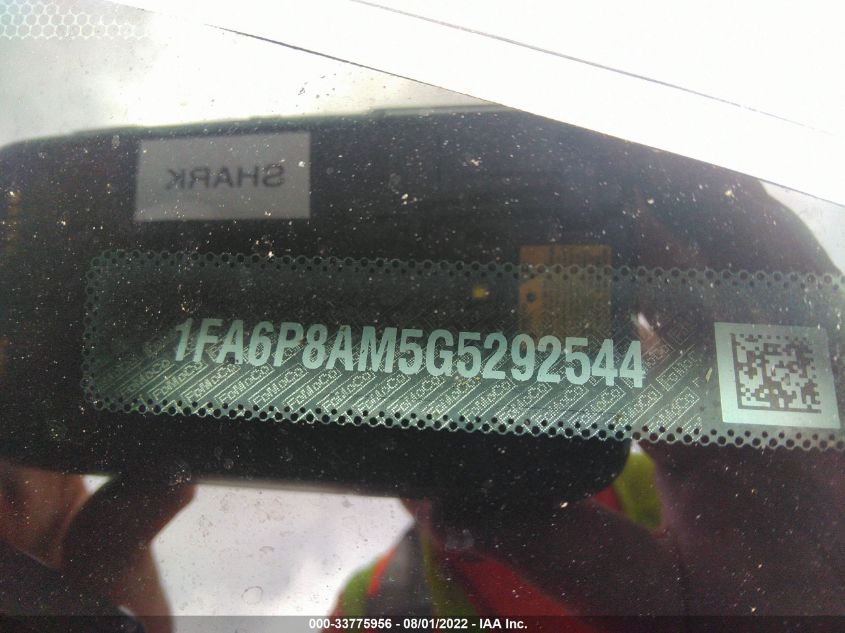 SHARK
1FA6P8AM5G5292544
000-33775956 - 08/01/2022 - IAA Inc.